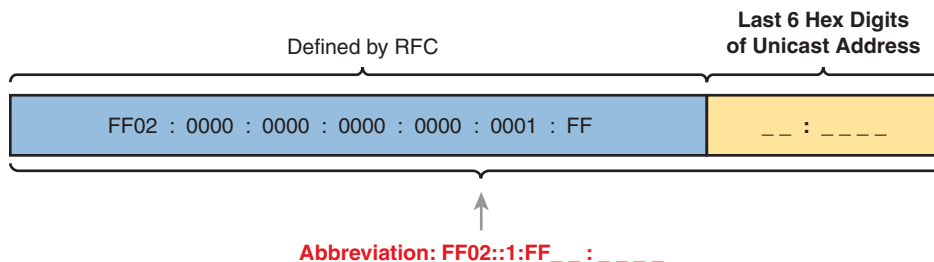 Defined by RFC
Last 6 Hex Digits
of Unicast Address
FF02 : 0000 : 0000 : 0000 : 0000 : 0001 : FF
_ _ : _ _ _ _
Abbreviation: FF02::1:FF_ _ : _ _ _ _